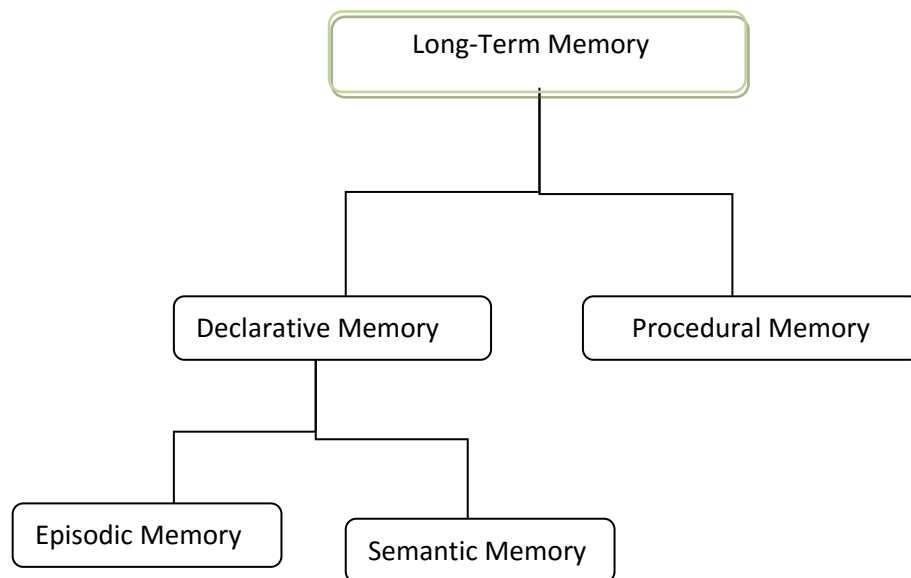 Long-Term Memory
Declarative Memory
Procedural Memory
Episodic Memory
Semantic Memory